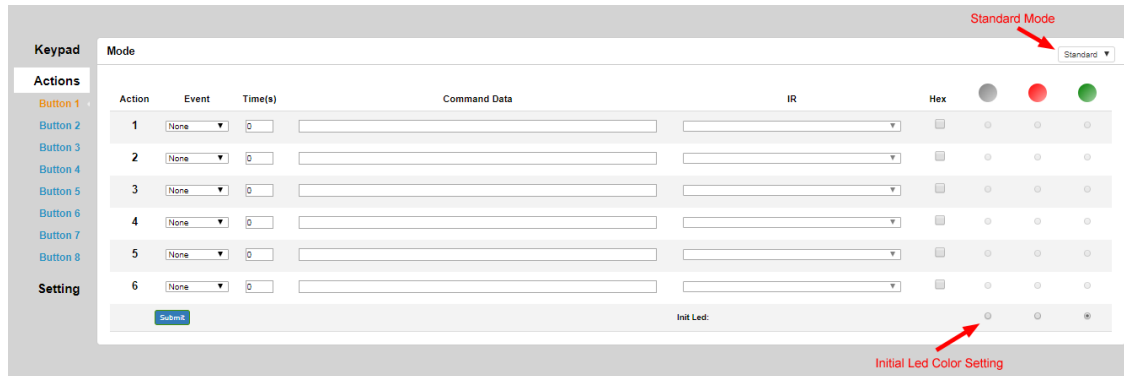 Standard Mode
Keypad
Mode
Standard
Actions
Button 1
Action Event Time(s) Command Data IR Hex
Button 2
1 None 0
Button 3
2 None 0
Button 4
Button 5
3 None 0
Button 6
4 None 0
Button 7
Button 8
5 None 0
Setting
6 None 0
Submit Init Led:
Initial Led Color Setting